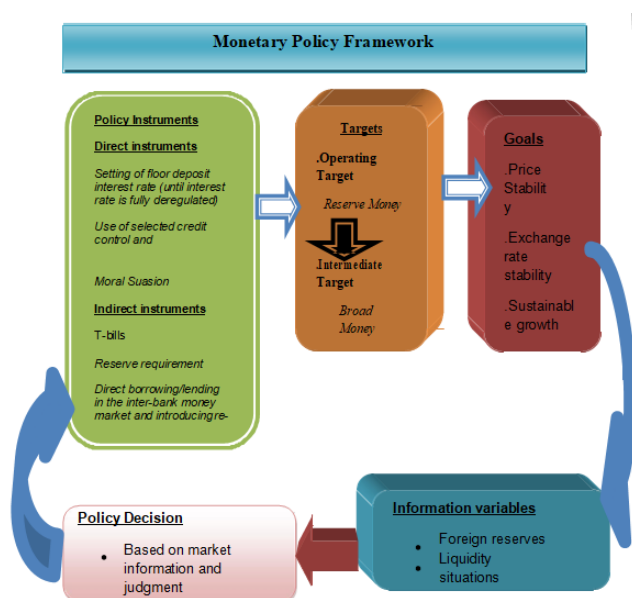 Monetary Policy Framework
Policy Instruments
Direct instruments
Setting of floor deposit
interest rate (until interest
rate is fully deregulated)
Use of selected credit
control and
Moral Suasion
Indirect instruments
T-bills
Reserve requirement
Direct borrowing/lending
in the inter-bank money
market and introducing re-
Targets
.Operating
Target
Reserve Money
.Intermediate
Target
Broad
Money
Goals
.Price
Stabilit
y
.Exchange
rate
stability
.Sustainabl
e growth
Information variables
• Foreign reserves
• Liquidity
situations
Policy Decision
• Based on market
information and
judgment